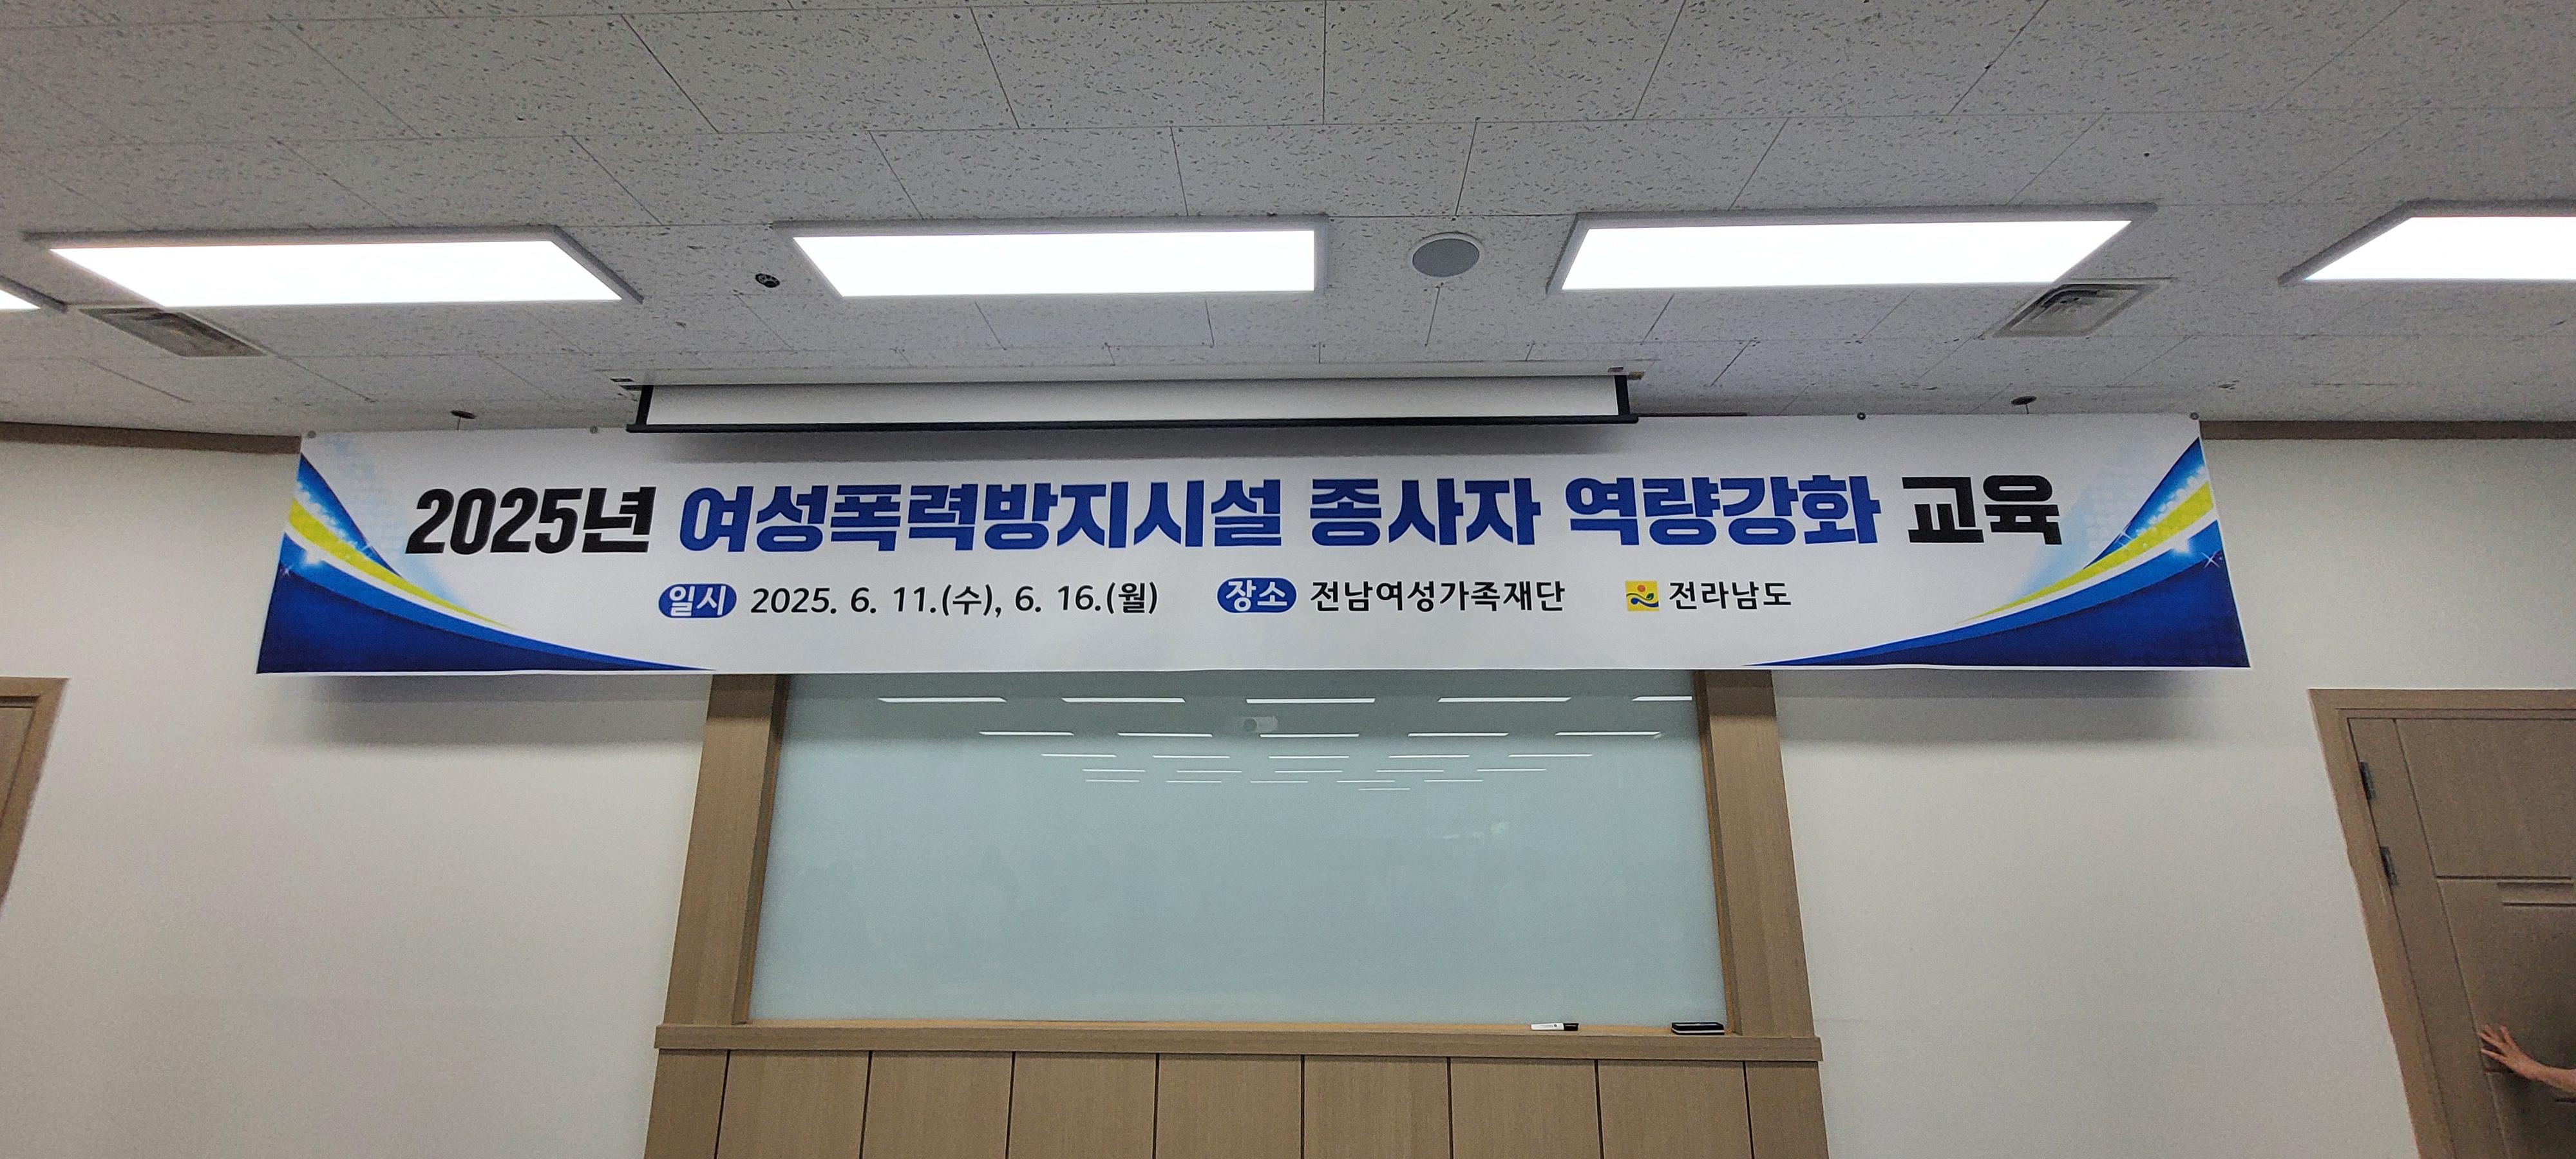 2025년 여성폭력방지시설 종사자 역량강화 교육
일시 2025. 6. 11.(수), 6. 16.(월) 장소 전남여성가족재단 전라남도